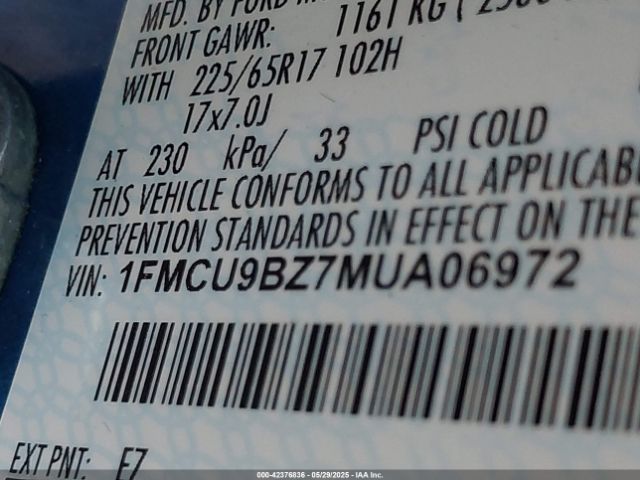 MFD. BY FORD
FRONT GAWR: 1161 KG (
WITH 225/65R17 102H
17x7.0J
AT 230 kPa/ 33 PSI COLD
THIS VEHICLE CONFORMS TO ALL APPLICAB
PREVENTION STANDARDS IN EFFECT ON THE
VIN: 1FMCU9BZ7MUA06972
EXT PNT: E7
000-42376836 - 05/29/2025 - IAA Inc.